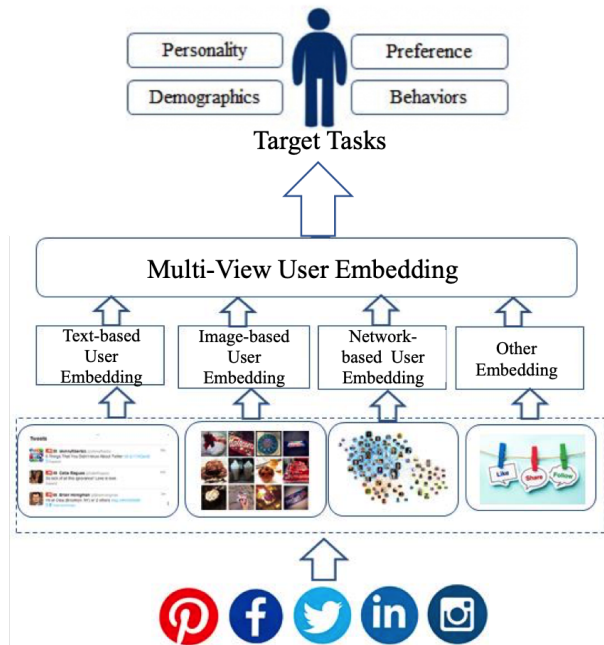 Personality
Preference
Demographics
Behaviors
Target Tasks
Multi-View User Embedding
Text-based
User
Embedding
Image-based
User
Embedding
Network-
based User
Embedding
Other
Embedding
Tweets
Like
Share
Follow
in